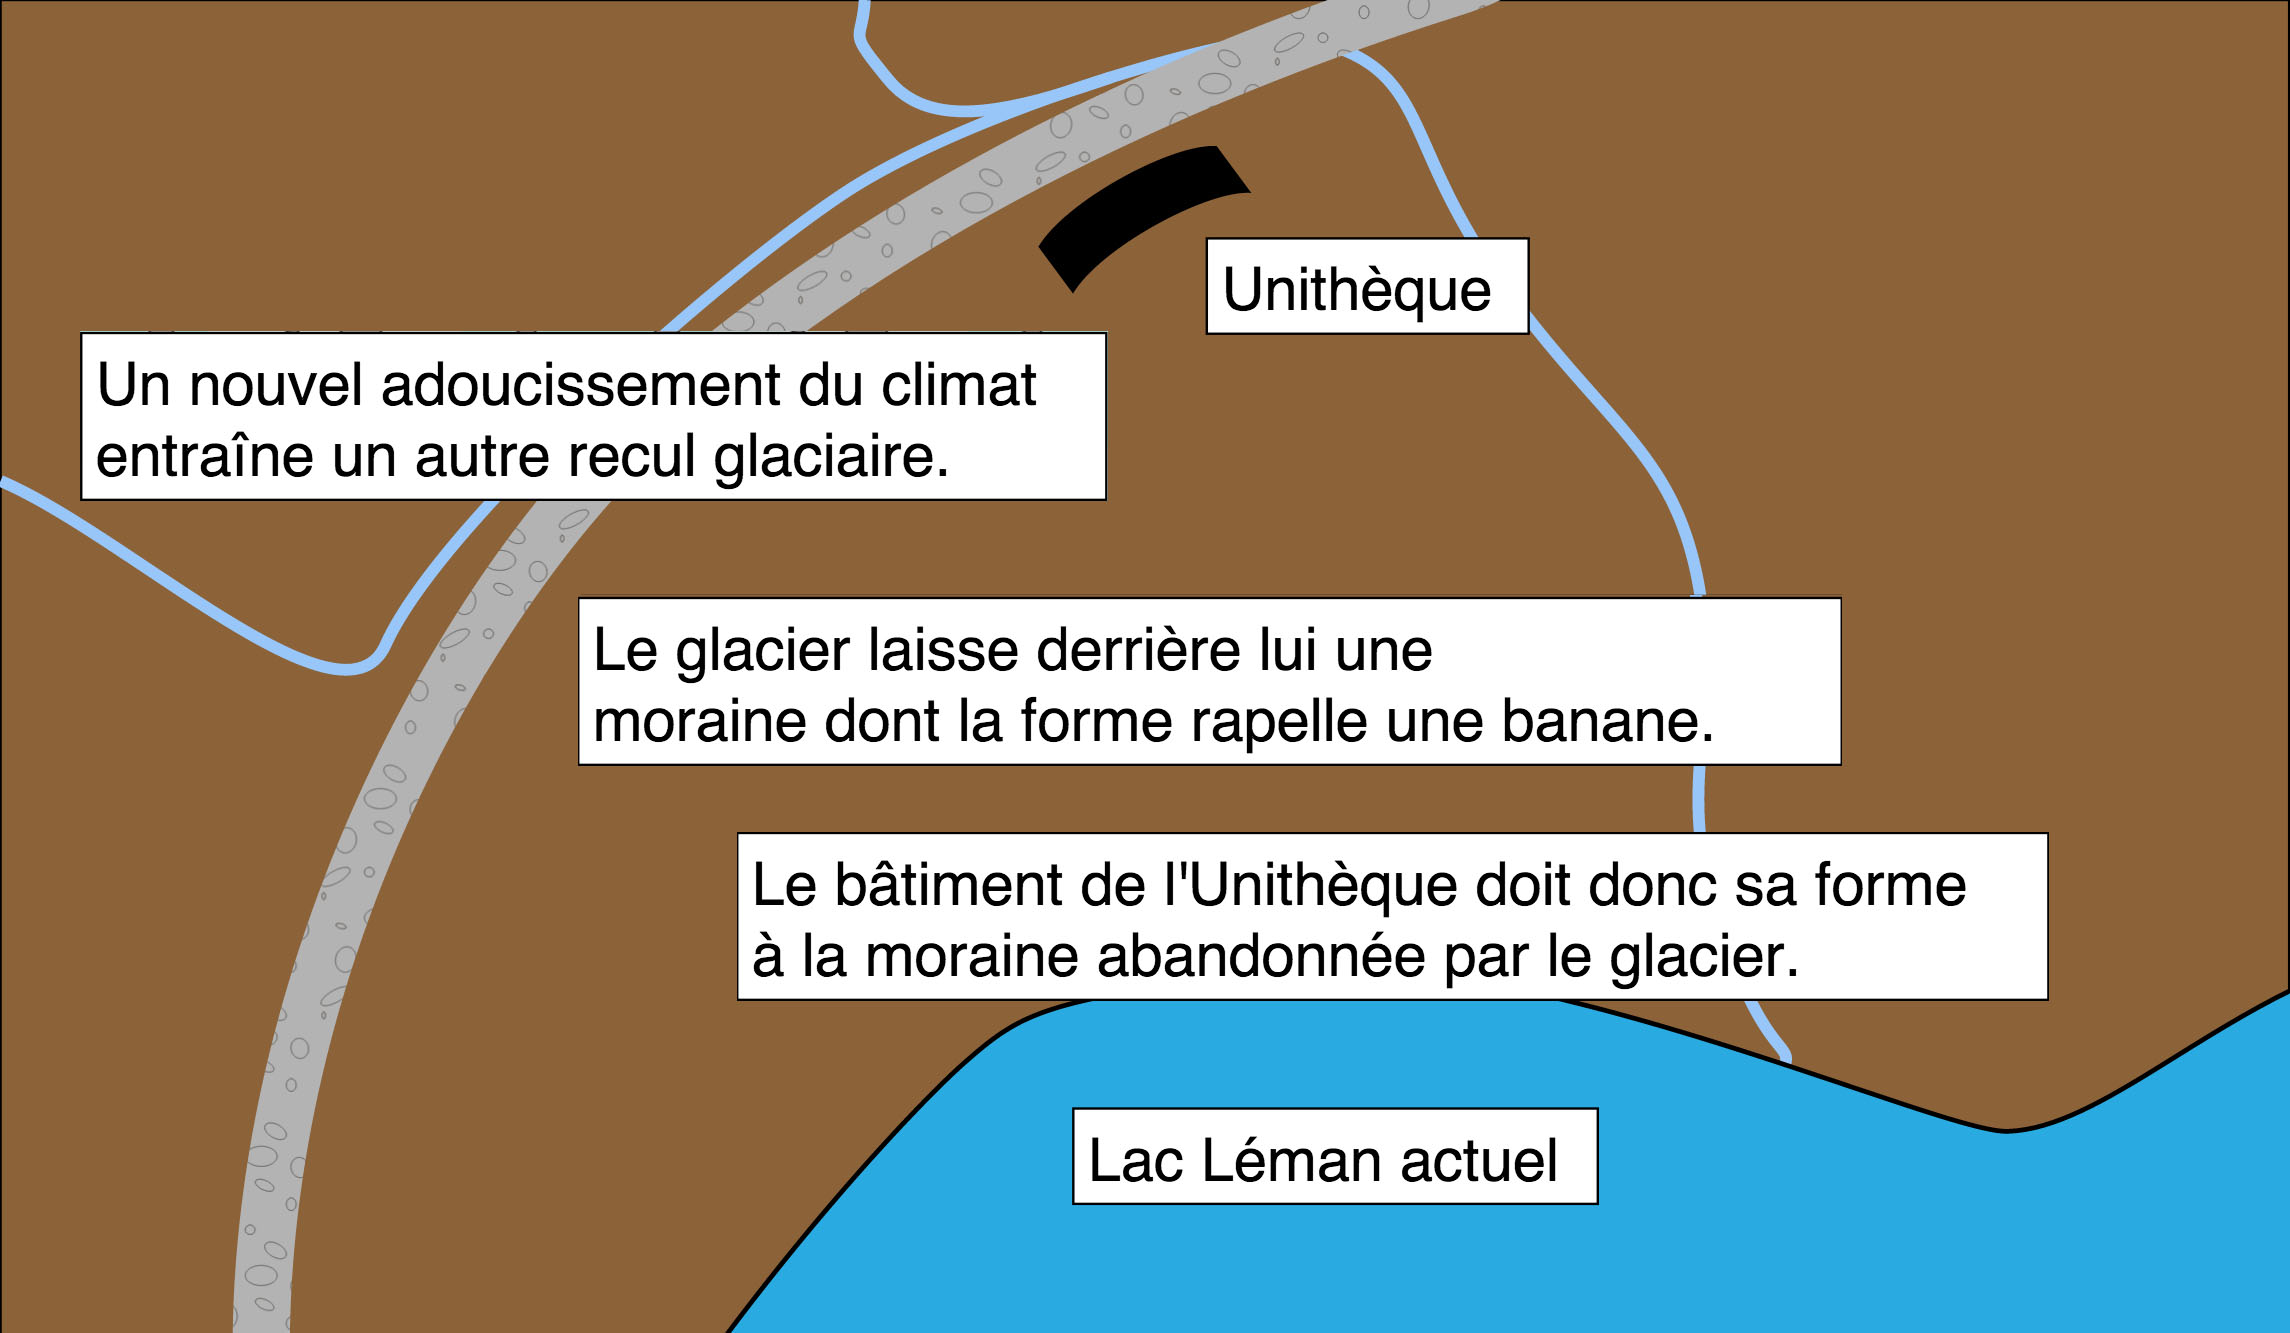 Unithèque
Un nouvel adoucissement du climat
entraîne un autre recul glaciaire.
Le glacier laisse derrière lui une
moraine dont la forme rapelle une banane.
Le bâtiment de l'Unithèque doit donc sa forme
à la moraine abandonnée par le glacier.
Lac Léman actuel